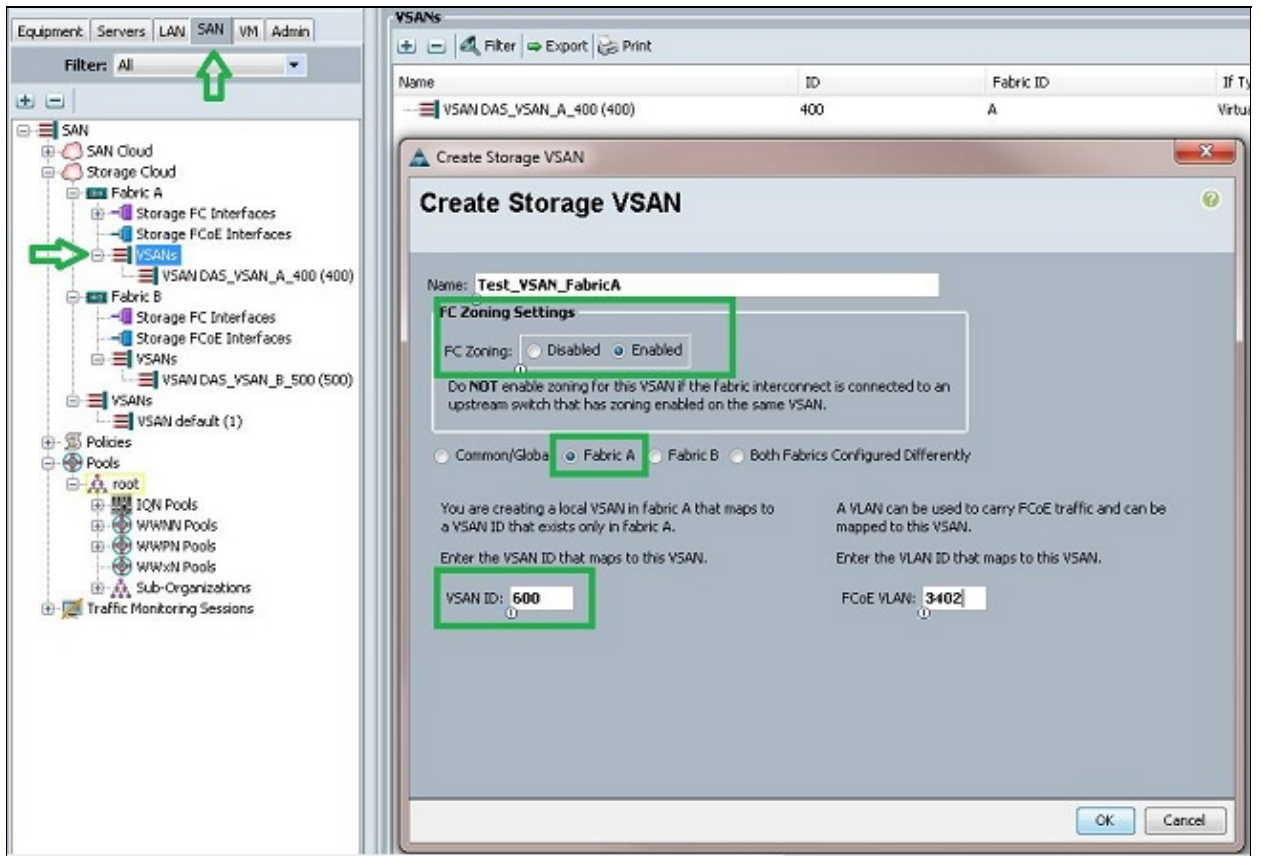 Equipment Servers LAN SAN VM Admin
Filter: All
SAN
SAN Cloud
Storage Cloud
Fabric A
Storage FC Interfaces
Storage FCoE Interfaces
VSANs
VSAN DAS_VSAN_A_400 (400)
Fabric B
Storage FC Interfaces
Storage FCoE Interfaces
VSANs
VSAN DAS_VSAN_B_500 (500)
VSANs
VSAN default (1)
Policies
Pools
root
IQN Pools
WWNN Pools
WWPN Pools
WWxN Pools
Sub-Organizations
Traffic Monitoring Sessions
VSANs
Filter Export Print
Name ID Fabric ID If Ty
VSAN DAS_VSAN_A_400 (400) 400 A Virtua
Create Storage VSAN
Create Storage VSAN
Name: Test_VSAN_FabricA
FC Zoning Settings
FC Zoning: Disabled Enabled
Do NOT enable zoning for this VSAN if the fabric interconnect is connected to an
upstream switch that has zoning enabled on the same VSAN.
Common/Globa Fabric A Fabric B Both Fabrics Configured Differently
You are creating a local VSAN in fabric A that maps to
a VSAN ID that exists only in fabric A.
Enter the VSAN ID that maps to this VSAN.
VSAN ID: 600
A VLAN can be used to carry FCoE traffic and can be
mapped to this VSAN.
Enter the VLAN ID that maps to this VSAN.
FCoE VLAN: 3402
OK Cancel